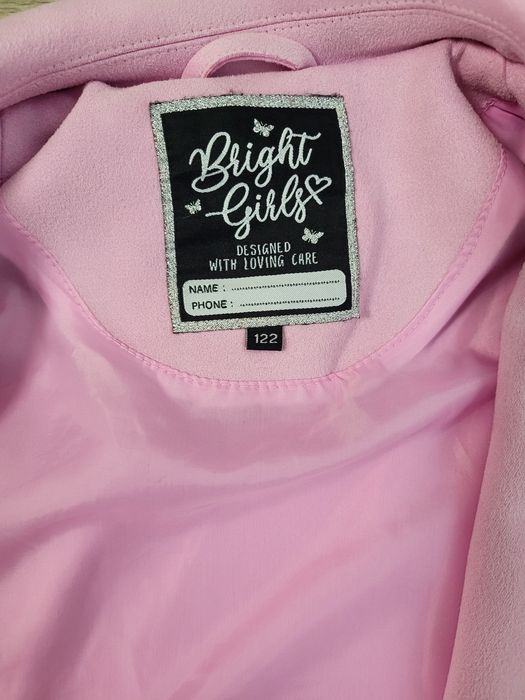 Bright
Girls
DESIGNED
WITH LOVING CARE
NAME :
PHONE :
122